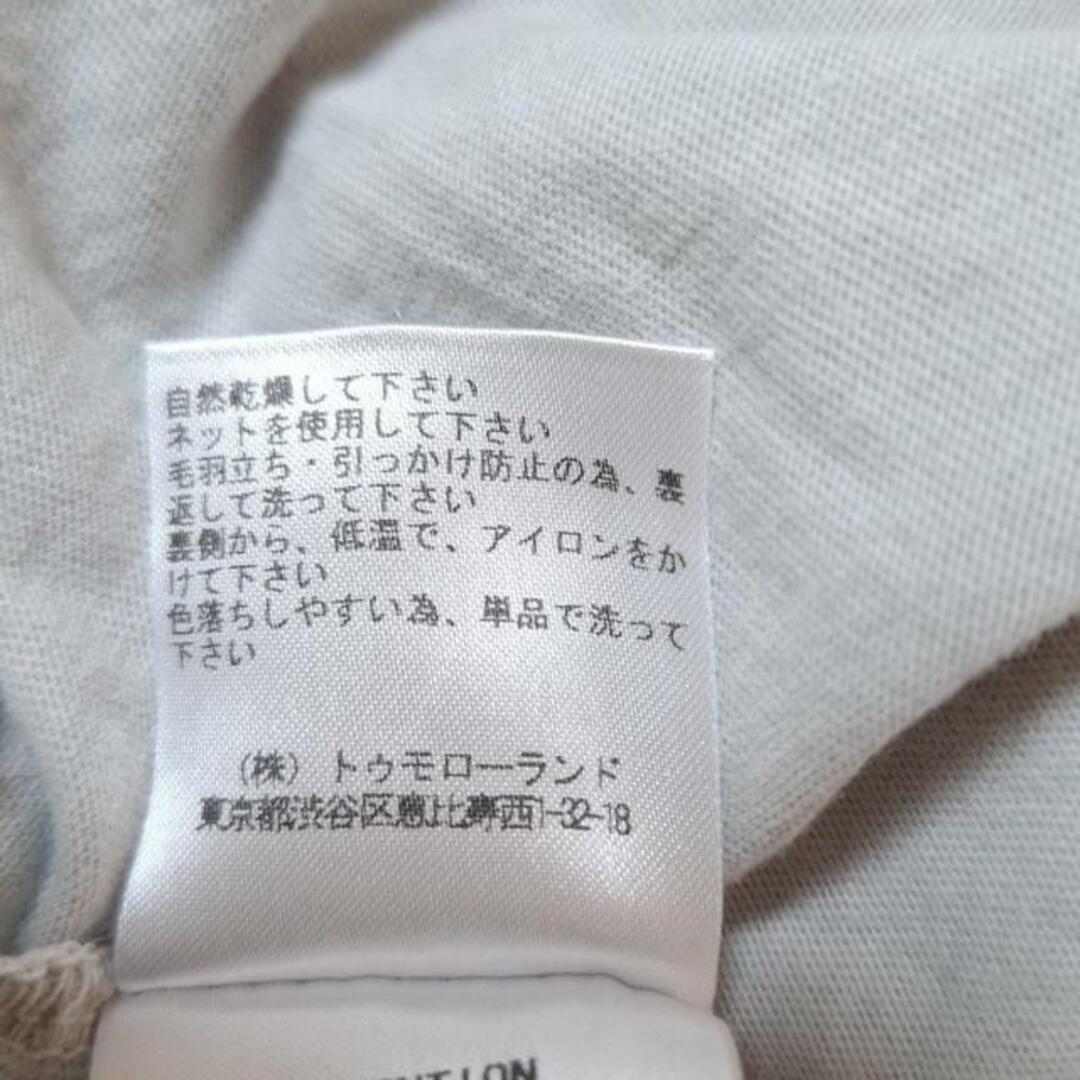 自然乾燥して下さい
ネットを使用して下さい
毛羽立ち・引っかけ防止の為、裏
返して洗って下さい
裏側から、低温で、アイロンをか
けて下さい
色落ちしやすい為、単品で洗って
下さい
(株) トゥモローランド
東京都渋谷区恵比寿西1-32-18